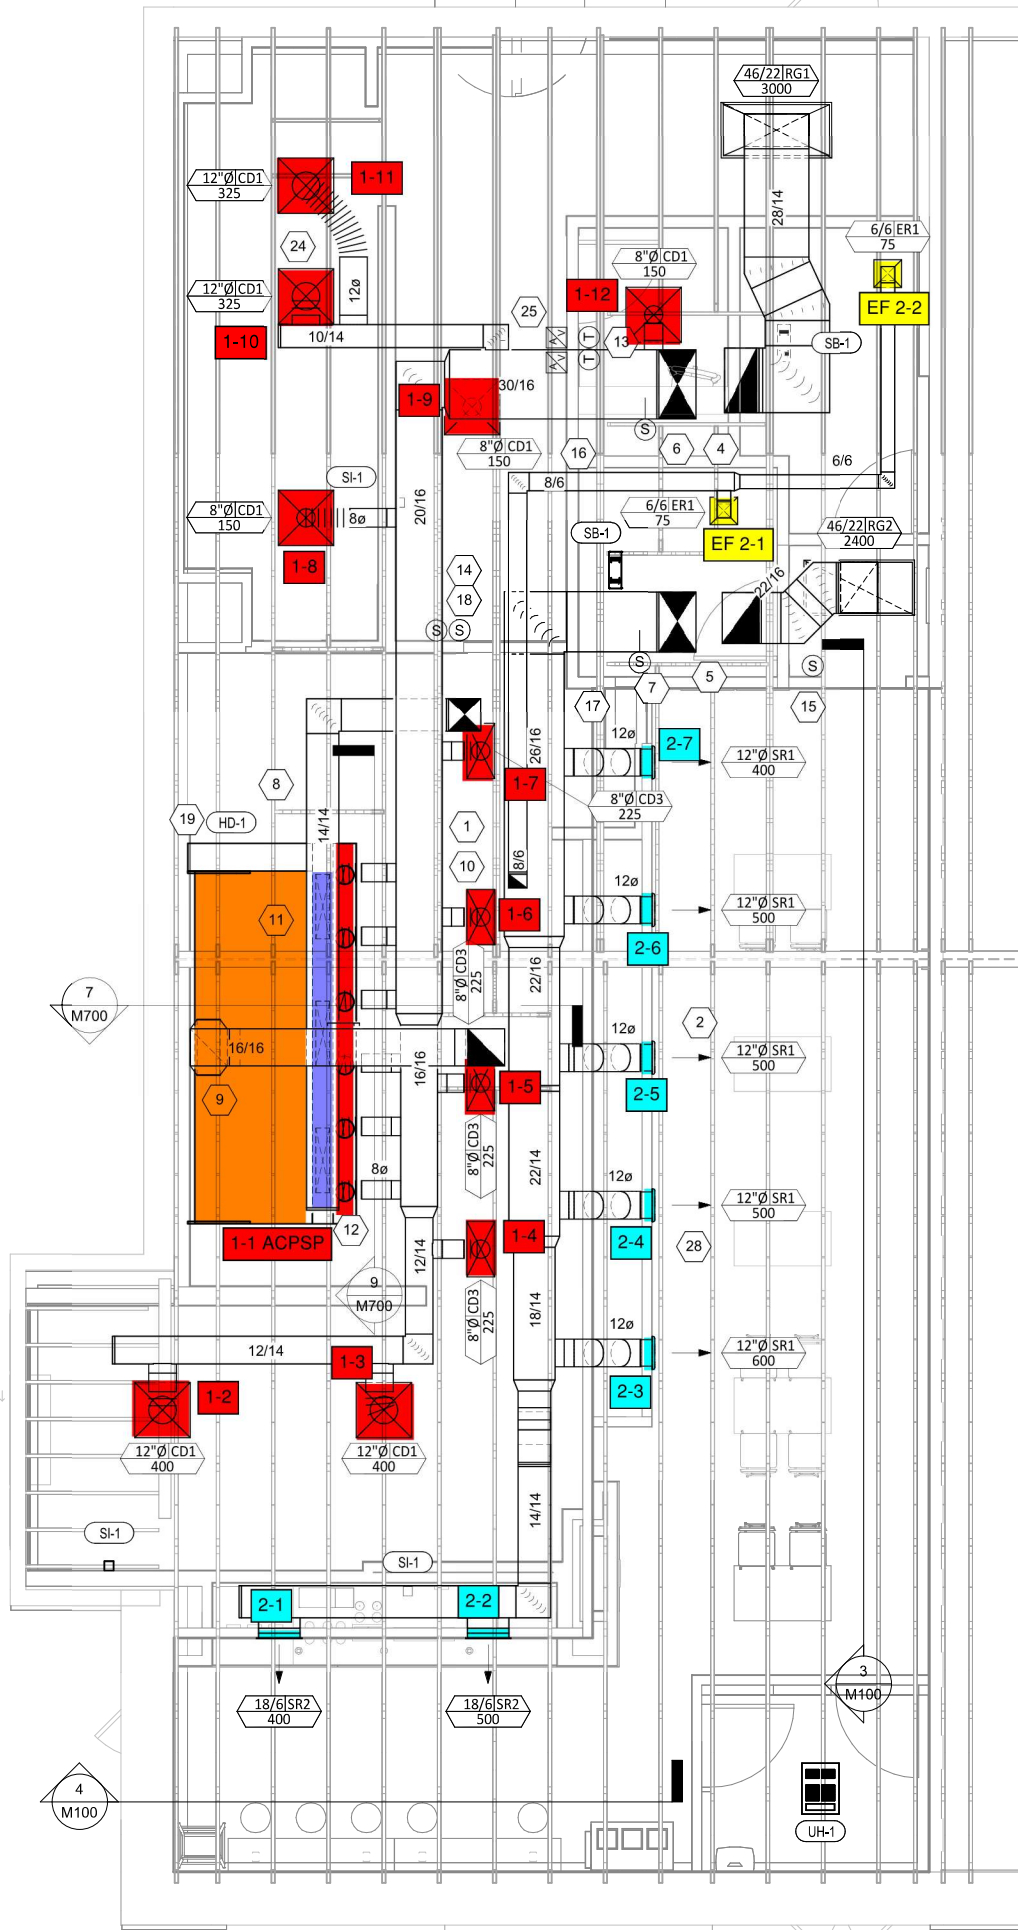 46/22 RG1
3000
12"Ø CD1
325
1-11
28/14
6/6 ER1
75
24
8"Ø CD1
150
12"Ø CD1
325
12ø
1-12
EF 2-2
25
1-10
10/14
A V
T
13
SB-1
A V
T
30/16
1-9
S
8"Ø CD1
150
16
6
4
6/6
SI-1
8/6
20/16
8"Ø CD1
150
8ø
6/6 ER1
75
46/22 RG2
2400
SB-1
EF 2-1
1-8
14
22/16
18
S
S
S
S
5
7
17
15
12ø
2-7
26/16
12"Ø SR1
400
8
1-7
8"Ø CD3
225
19
HD-1
14/14
1
10
8/6
12ø
12"Ø SR1
500
11
1-6
2-6
8"Ø CD3
225
22/16
7
M700
2
12ø
16/16
16/16
12"Ø SR1
500
9
1-5
2-5
8"Ø CD3
225
22/14
8ø
12ø
12"Ø SR1
500
12
1-1 ACPSP
1-4
2-4
28
12/14
9
M700
8"Ø CD3
225
18/14
12ø
12/14
1-3
12"Ø SR1
600
1-2
2-3
12"Ø CD1
400
12"Ø CD1
400
14/14
SI-1
SI-1
2-1
2-2
3
M100
18/6 SR2
400
18/6 SR2
500
4
M100
UH-1